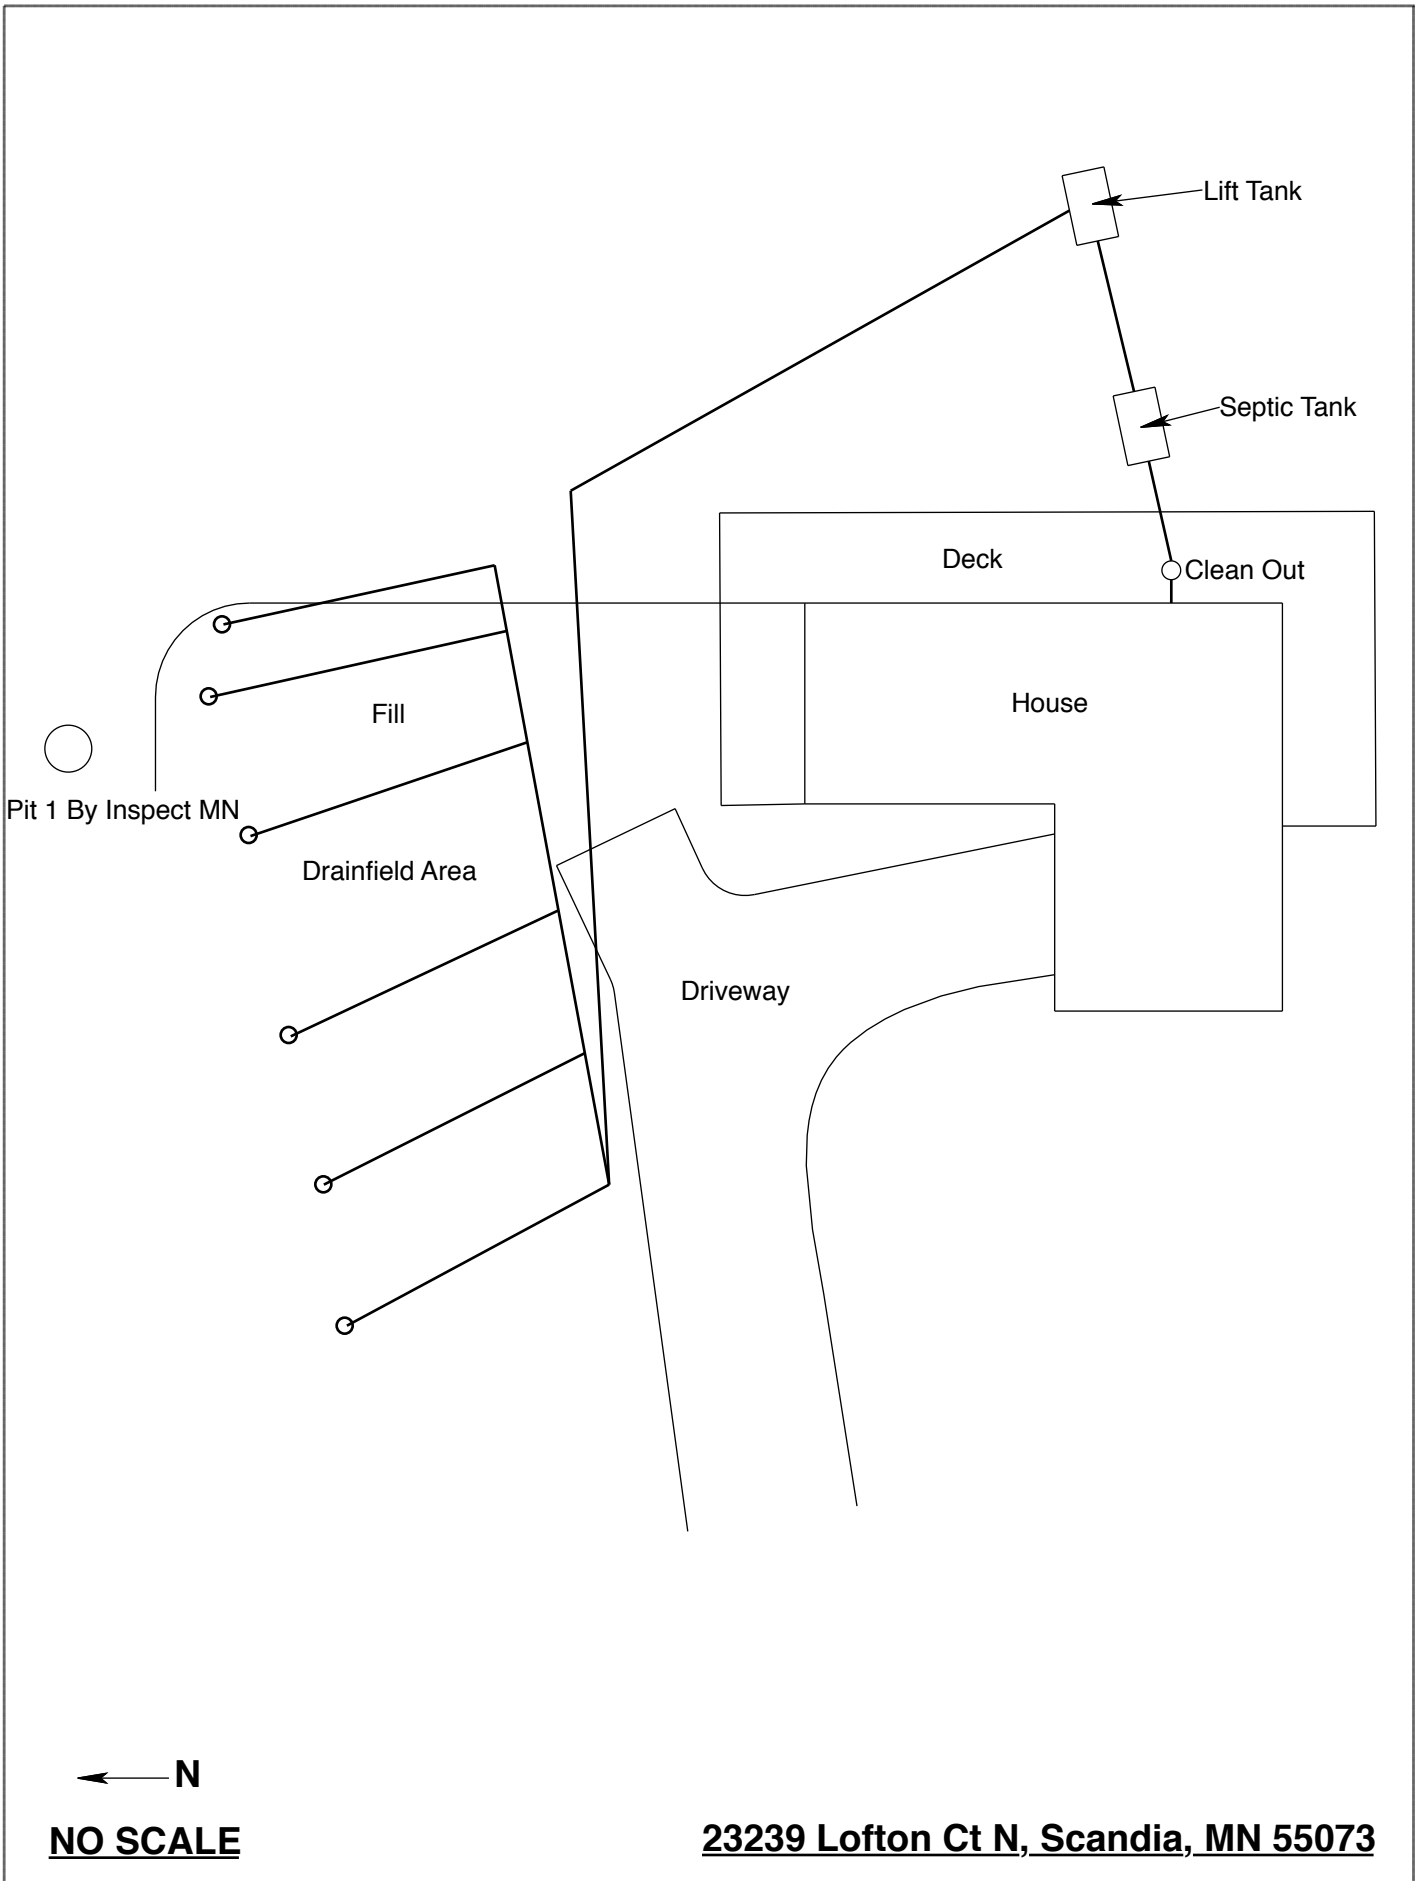 Lift Tank
Septic Tank
Deck
Clean Out
House
Fill
Pit 1 By Inspect MN
Drainfield Area
Driveway
N
NO SCALE
23239 Lofton Ct N, Scandia, MN 55073